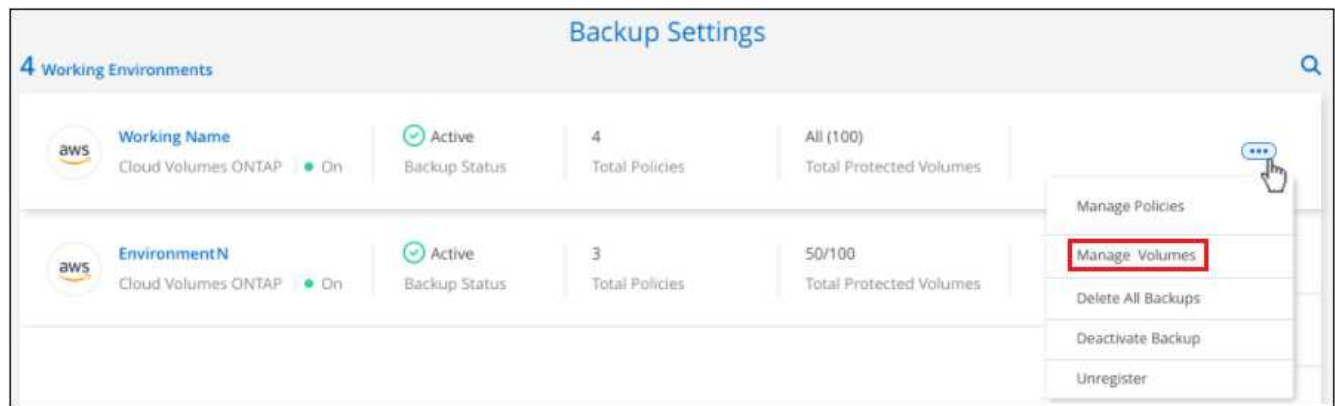 Backup Settings
4 Working Environments
aws
Working Name
Cloud Volumes ONTAP
On
Active
Backup Status
4
Total Policies
All (100)
Total Protected Volumes
Manage Policies
Manage Volumes
Delete All Backups
Deactivate Backup
Unregister
aws
EnvironmentN
Cloud Volumes ONTAP
On
Active
Backup Status
3
Total Policies
50/100
Total Protected Volumes